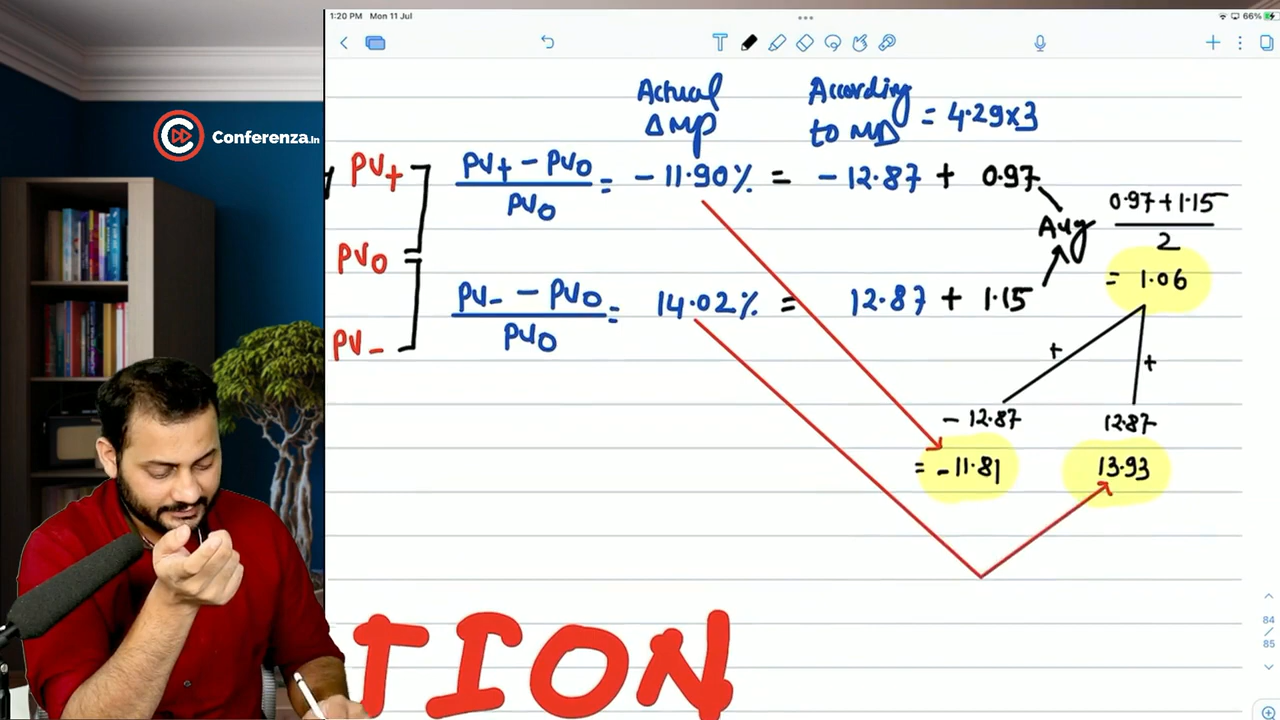 1:20 PM Mon 11 Jul
66%
Conferenza.In
Actual
ΔMP
According
to MD = 4.29x3
y PV+
PV+ - PV0
PV0
= -11.90% = -12.87 + 0.97
Avg
0.97+1.15
2
= 1.06
PV0 =
PV- - PV0
PV0
= 14.02% = 12.87 + 1.15
PV-
+ +
- 12.87 12.87
= -11.81 13.93
TION
84
/
85